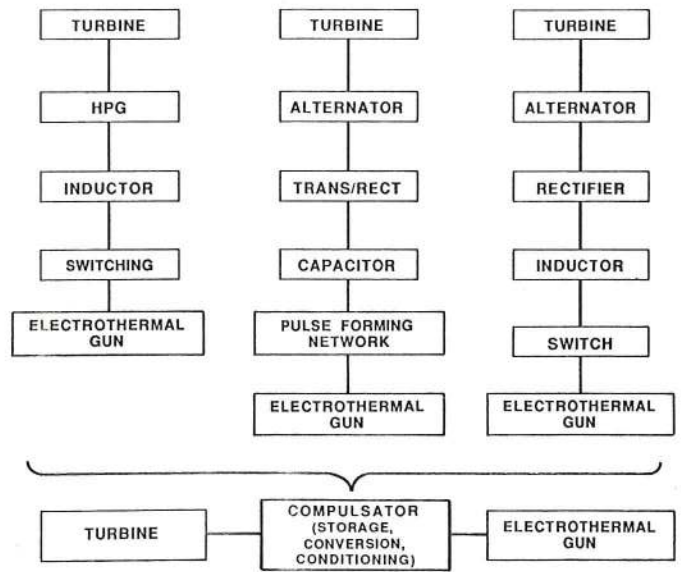 TURBINE
HPG
INDUCTOR
SWITCHING
ELECTROTHERMAL
GUN
TURBINE
ALTERNATOR
TRANS/RECT
CAPACITOR
PULSE FORMING
NETWORK
ELECTROTHERMAL
GUN
TURBINE
ALTERNATOR
RECTIFIER
INDUCTOR
SWITCH
ELECTROTHERMAL
GUN
TURBINE
COMPULSATOR
(STORAGE,
CONVERSION,
CONDITIONING)
ELECTROTHERMAL
GUN